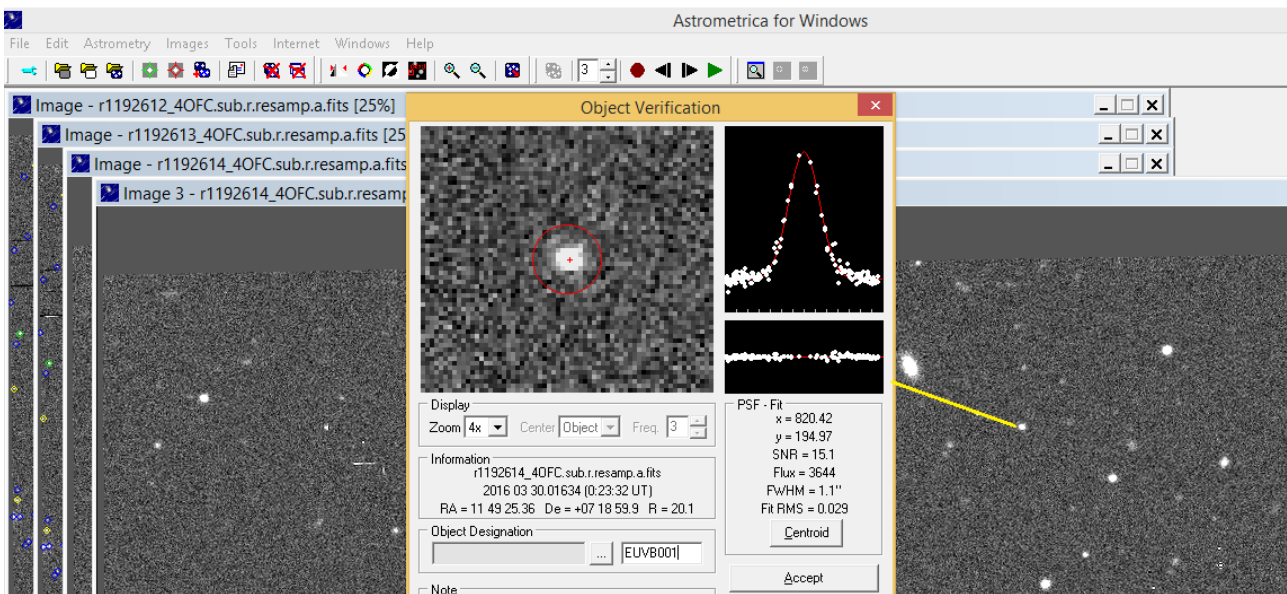 Astrometrica for Windows
File Edit Astrometry Images Tools Internet Windows Help
3
Image - r1192612_4OFC.sub.r.resamp.a.fits [25%]
Image - r1192613_4OFC.sub.r.resamp.a.fits [25
Image - r1192614_4OFC.sub.r.resamp.a.fits
Image 3 - r1192614_4OFC.sub.r.resamp
Object Verification
Display
Zoom 4x Center Object Freq. 3
Information
r1192614_4OFC.sub.r.resamp.a.fits
2016 03 30.01634 (0:23:32 UT)
RA = 11 49 25.36 De = +07 18 59.9 R = 20.1
Object Designation
... EUVB001
Note
PSF - Fit
x = 820.42
y = 194.97
SNR = 15.1
Flux = 3644
FWHM = 1.1''
Fit RMS = 0.029
Centroid
Accept